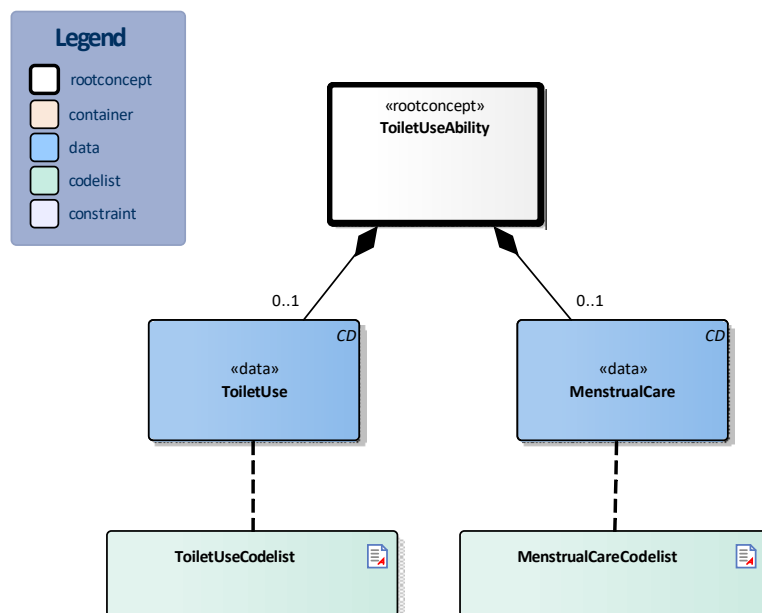 Legend
rootconcept
container
data
codelist
constraint
«rootconcept»
ToiletUseAbility
0..1
0..1
CD
«data»
ToiletUse
CD
«data»
MenstrualCare
ToiletUseCodelist
MenstrualCareCodelist